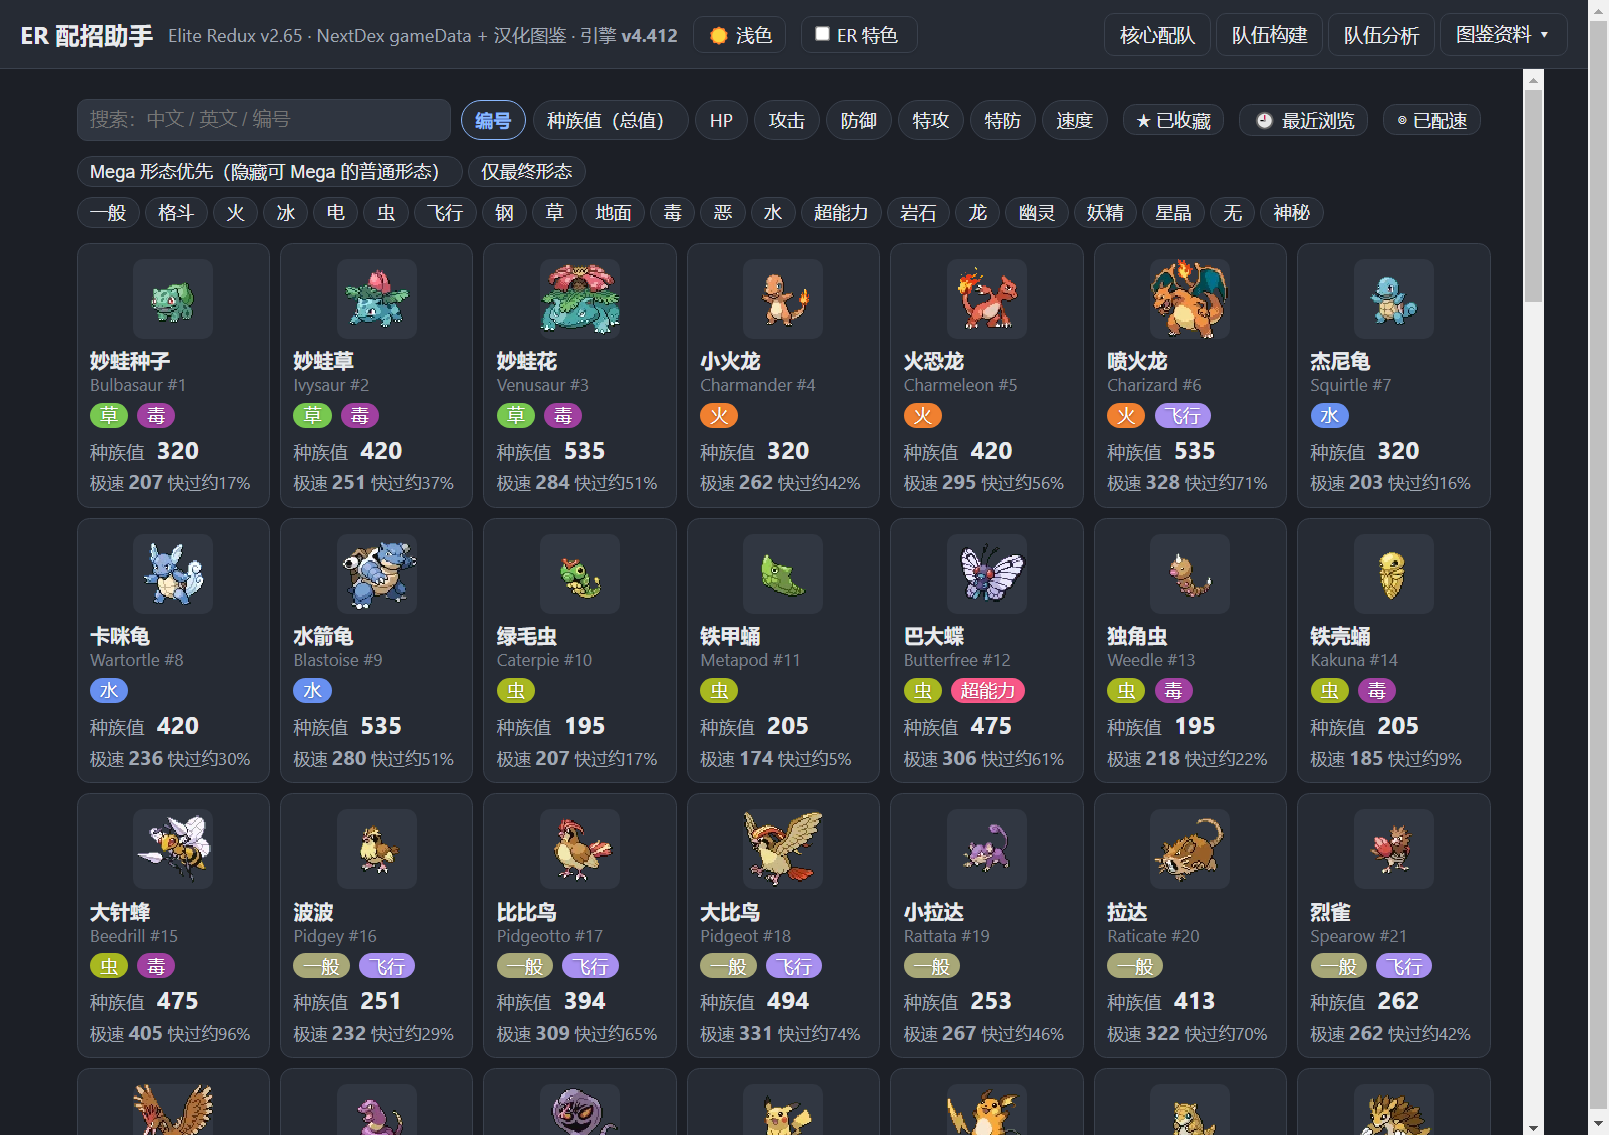 ER 配招助手 Elite Redux v2.65 · NextDex gameData + 汉化图鉴 · 引擎 v4.412 浅色 ER 特色 核心配队 队伍构建 队伍分析 图鉴资料 ▼
搜索：中文 / 英文 / 编号 编号 种族值（总值） HP 攻击 防御 特攻 特防 速度 ★ 已收藏 最近浏览 已配速
Mega 形态优先（隐藏可 Mega 的普通形态） 仅最终形态
一般 格斗 火 冰 电 虫 飞行 钢 草 地面 毒 恶 水 超能力 岩石 龙 幽灵 妖精 星晶 无 神秘
妙蛙种子 妙蛙草 妙蛙花 小火龙 火恐龙 喷火龙 杰尼龟
Bulbasaur #1 Ivysaur #2 Venusaur #3 Charmander #4 Charmeleon #5 Charizard #6 Squirtle #7
草 毒 草 毒 草 毒 火 火 火 飞行 水
种族值 320 种族值 420 种族值 535 种族值 320 种族值 420 种族值 535 种族值 320
极速 207 快过约17% 极速 251 快过约37% 极速 284 快过约51% 极速 262 快过约42% 极速 295 快过约56% 极速 328 快过约71% 极速 203 快过约16%
卡咪龟 水箭龟 绿毛虫 铁甲蛹 巴大蝶 独角虫 铁壳蛹
Wartortle #8 Blastoise #9 Caterpie #10 Metapod #11 Butterfree #12 Weedle #13 Kakuna #14
水 水 虫 虫 虫 超能力 虫 毒 虫 毒
种族值 420 种族值 535 种族值 195 种族值 205 种族值 475 种族值 195 种族值 205
极速 236 快过约30% 极速 280 快过约51% 极速 207 快过约17% 极速 174 快过约5% 极速 306 快过约61% 极速 218 快过约22% 极速 185 快过约9%
大针蜂 波波 比比鸟 大比鸟 小拉达 拉达 烈雀
Beedrill #15 Pidgey #16 Pidgeotto #17 Pidgeot #18 Rattata #19 Raticate #20 Spearow #21
虫 毒 一般 飞行 一般 飞行 一般 飞行 一般 一般 一般 飞行
种族值 475 种族值 251 种族值 394 种族值 494 种族值 253 种族值 413 种族值 262
极速 405 快过约96% 极速 232 快过约29% 极速 309 快过约65% 极速 331 快过约74% 极速 267 快过约46% 极速 322 快过约70% 极速 262 快过约42%